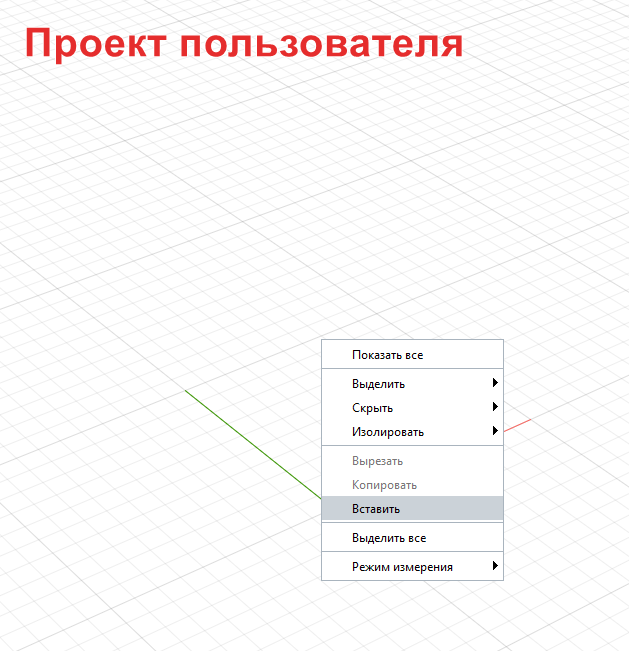 Проект пользователя
Показать все
Выделить
Скрыть
Изолировать
Вырезать
Копировать
Вставить
Выделить все
Режим измерения